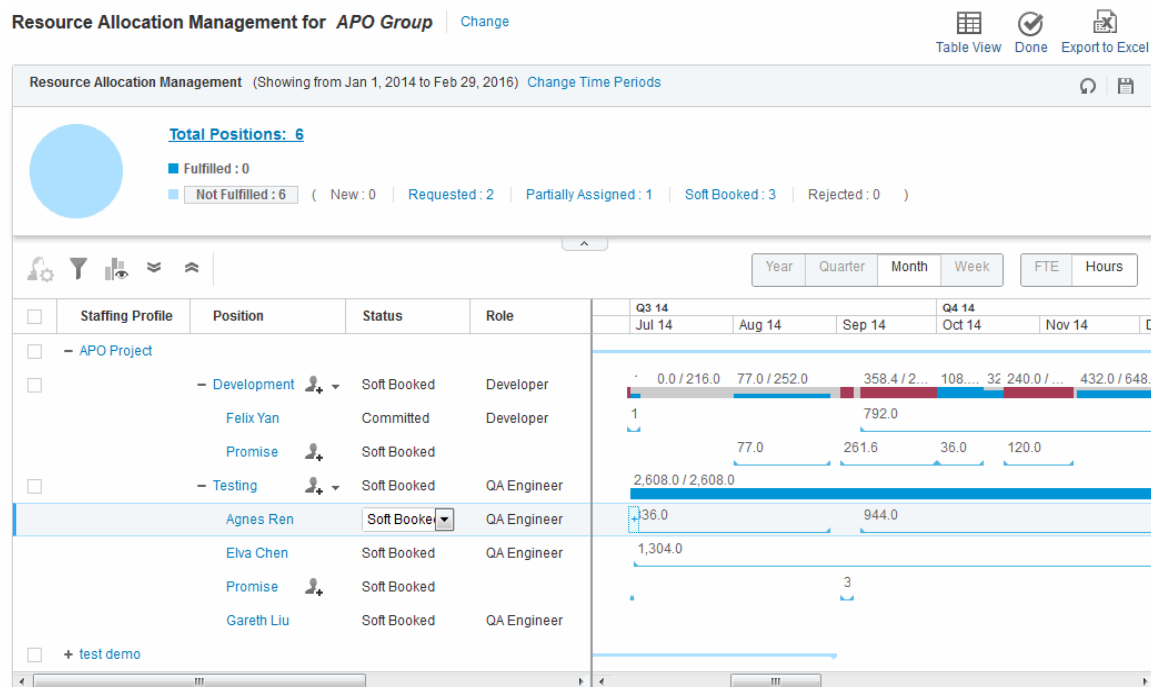 Resource Allocation Management for APO Group Change
Table View Done Export to Excel
Resource Allocation Management (Showing from Jan 1, 2014 to Feb 29, 2016) Change Time Periods
Total Positions: 6
Fulfilled : 0
Not Fulfilled : 6 ( New : 0 Requested : 2 Partially Assigned : 1 Soft Booked : 3 Rejected : 0 )
Year Quarter Month Week FTE Hours
Staffing Profile Position Status Role
Q3 14 Q4 14
Jul 14 Aug 14 Sep 14 Oct 14 Nov 14 D
− APO Project
− Development Soft Booked Developer 0.0 / 216.0 77.0 / 252.0 358.4 / 2... 108.... 32 240.0 / ... 432.0 / 648.
Felix Yan Committed Developer 1 792.0
Promise Soft Booked 77.0 261.6 36.0 120.0
− Testing Soft Booked QA Engineer 2,608.0 / 2,608.0
Agnes Ren Soft Booked QA Engineer 336.0 944.0
Elva Chen Soft Booked QA Engineer 1,304.0
Promise Soft Booked 3
Gareth Liu Soft Booked QA Engineer
+ test demo